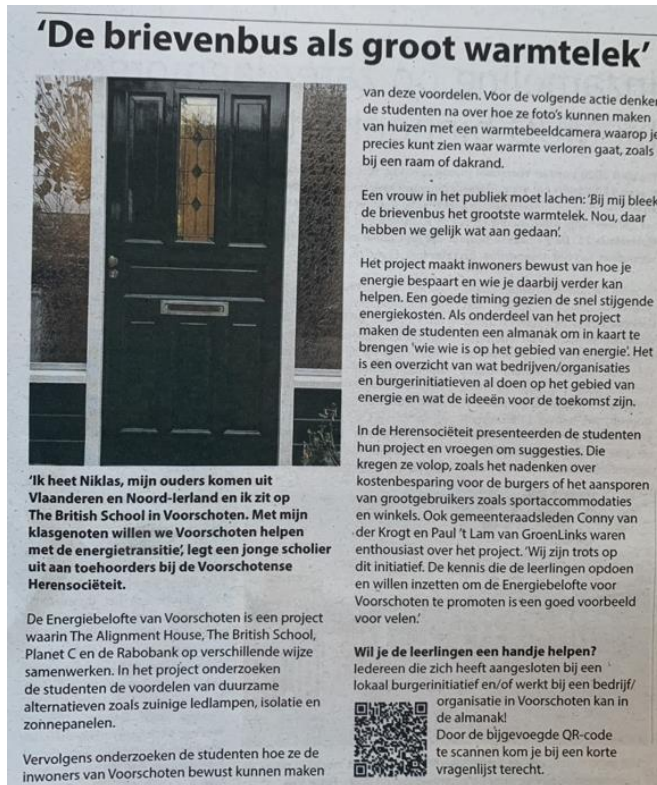 'De brievenbus als groot warmtelek'
'Ik heet Niklas, mijn ouders komen uit
Vlaanderen en Noord-Ierland en ik zit op
The British School in Voorschoten. Met mijn
klasgenoten willen we Voorschoten helpen
met de energietransitie', legt een jonge scholier
uit aan toehoorders bij de Voorschotense
Herensociëteit.
De Energiebelofte van Voorschoten is een project
waarin The Alignment House, The British School,
Planet C en de Rabobank op verschillende wijze
samenwerken. In het project onderzoeken
de studenten de voordelen van duurzame
alternatieven zoals zuinige ledlampen, isolatie en
zonnepanelen.
Vervolgens onderzoeken de studenten hoe ze de
inwoners van Voorschoten bewust kunnen maken
van deze voordelen. Voor de volgende actie denken
de studenten na over hoe ze foto's kunnen maken
van huizen met een warmtebeeldcamera waarop je
precies kunt zien waar warmte verloren gaat, zoals
bij een raam of dakrand.
Een vrouw in het publiek moet lachen: 'Bij mij bleek
de brievenbus het grootste warmtelek. Nou, daar
hebben we gelijk wat aan gedaan'.
Het project maakt inwoners bewust van hoe je
energie bespaart en wie je daarbij verder kan
helpen. Een goede timing gezien de snel stijgende
energiekosten. Als onderdeel van het project
maken de studenten een almanak om in kaart te
brengen 'wie wie is op het gebied van energie'. Het
is een overzicht van wat bedrijven/organisaties
en burgerinitiatieven al doen op het gebied van
energie en wat de ideeën voor de toekomst zijn.
In de Herensociëteit presenteerden de studenten
hun project en vroegen om suggesties. Die
kregen ze volop, zoals het nadenken over
kostenbesparing voor de burgers of het aansporen
van grootgebruikers zoals sportaccommodaties
en winkels. Ook gemeenteraadsleden Conny van
der Krogt en Paul 't Lam van GroenLinks waren
enthousiast over het project. 'Wij zijn trots op
dit initiatief. De kennis die de leerlingen opdoen
en willen inzetten om de Energiebelofte voor
Voorschoten te promoten is een goed voorbeeld
voor velen.'
Wil je de leerlingen een handje helpen?
Iedereen die zich heeft aangesloten bij een
lokaal burgerinitiatief en/of werkt bij een bedrijf/
organisatie in Voorschoten kan in
de almanak!
Door de bijgevoegde QR-code
te scannen kom je bij een korte
vragenlijst terecht.